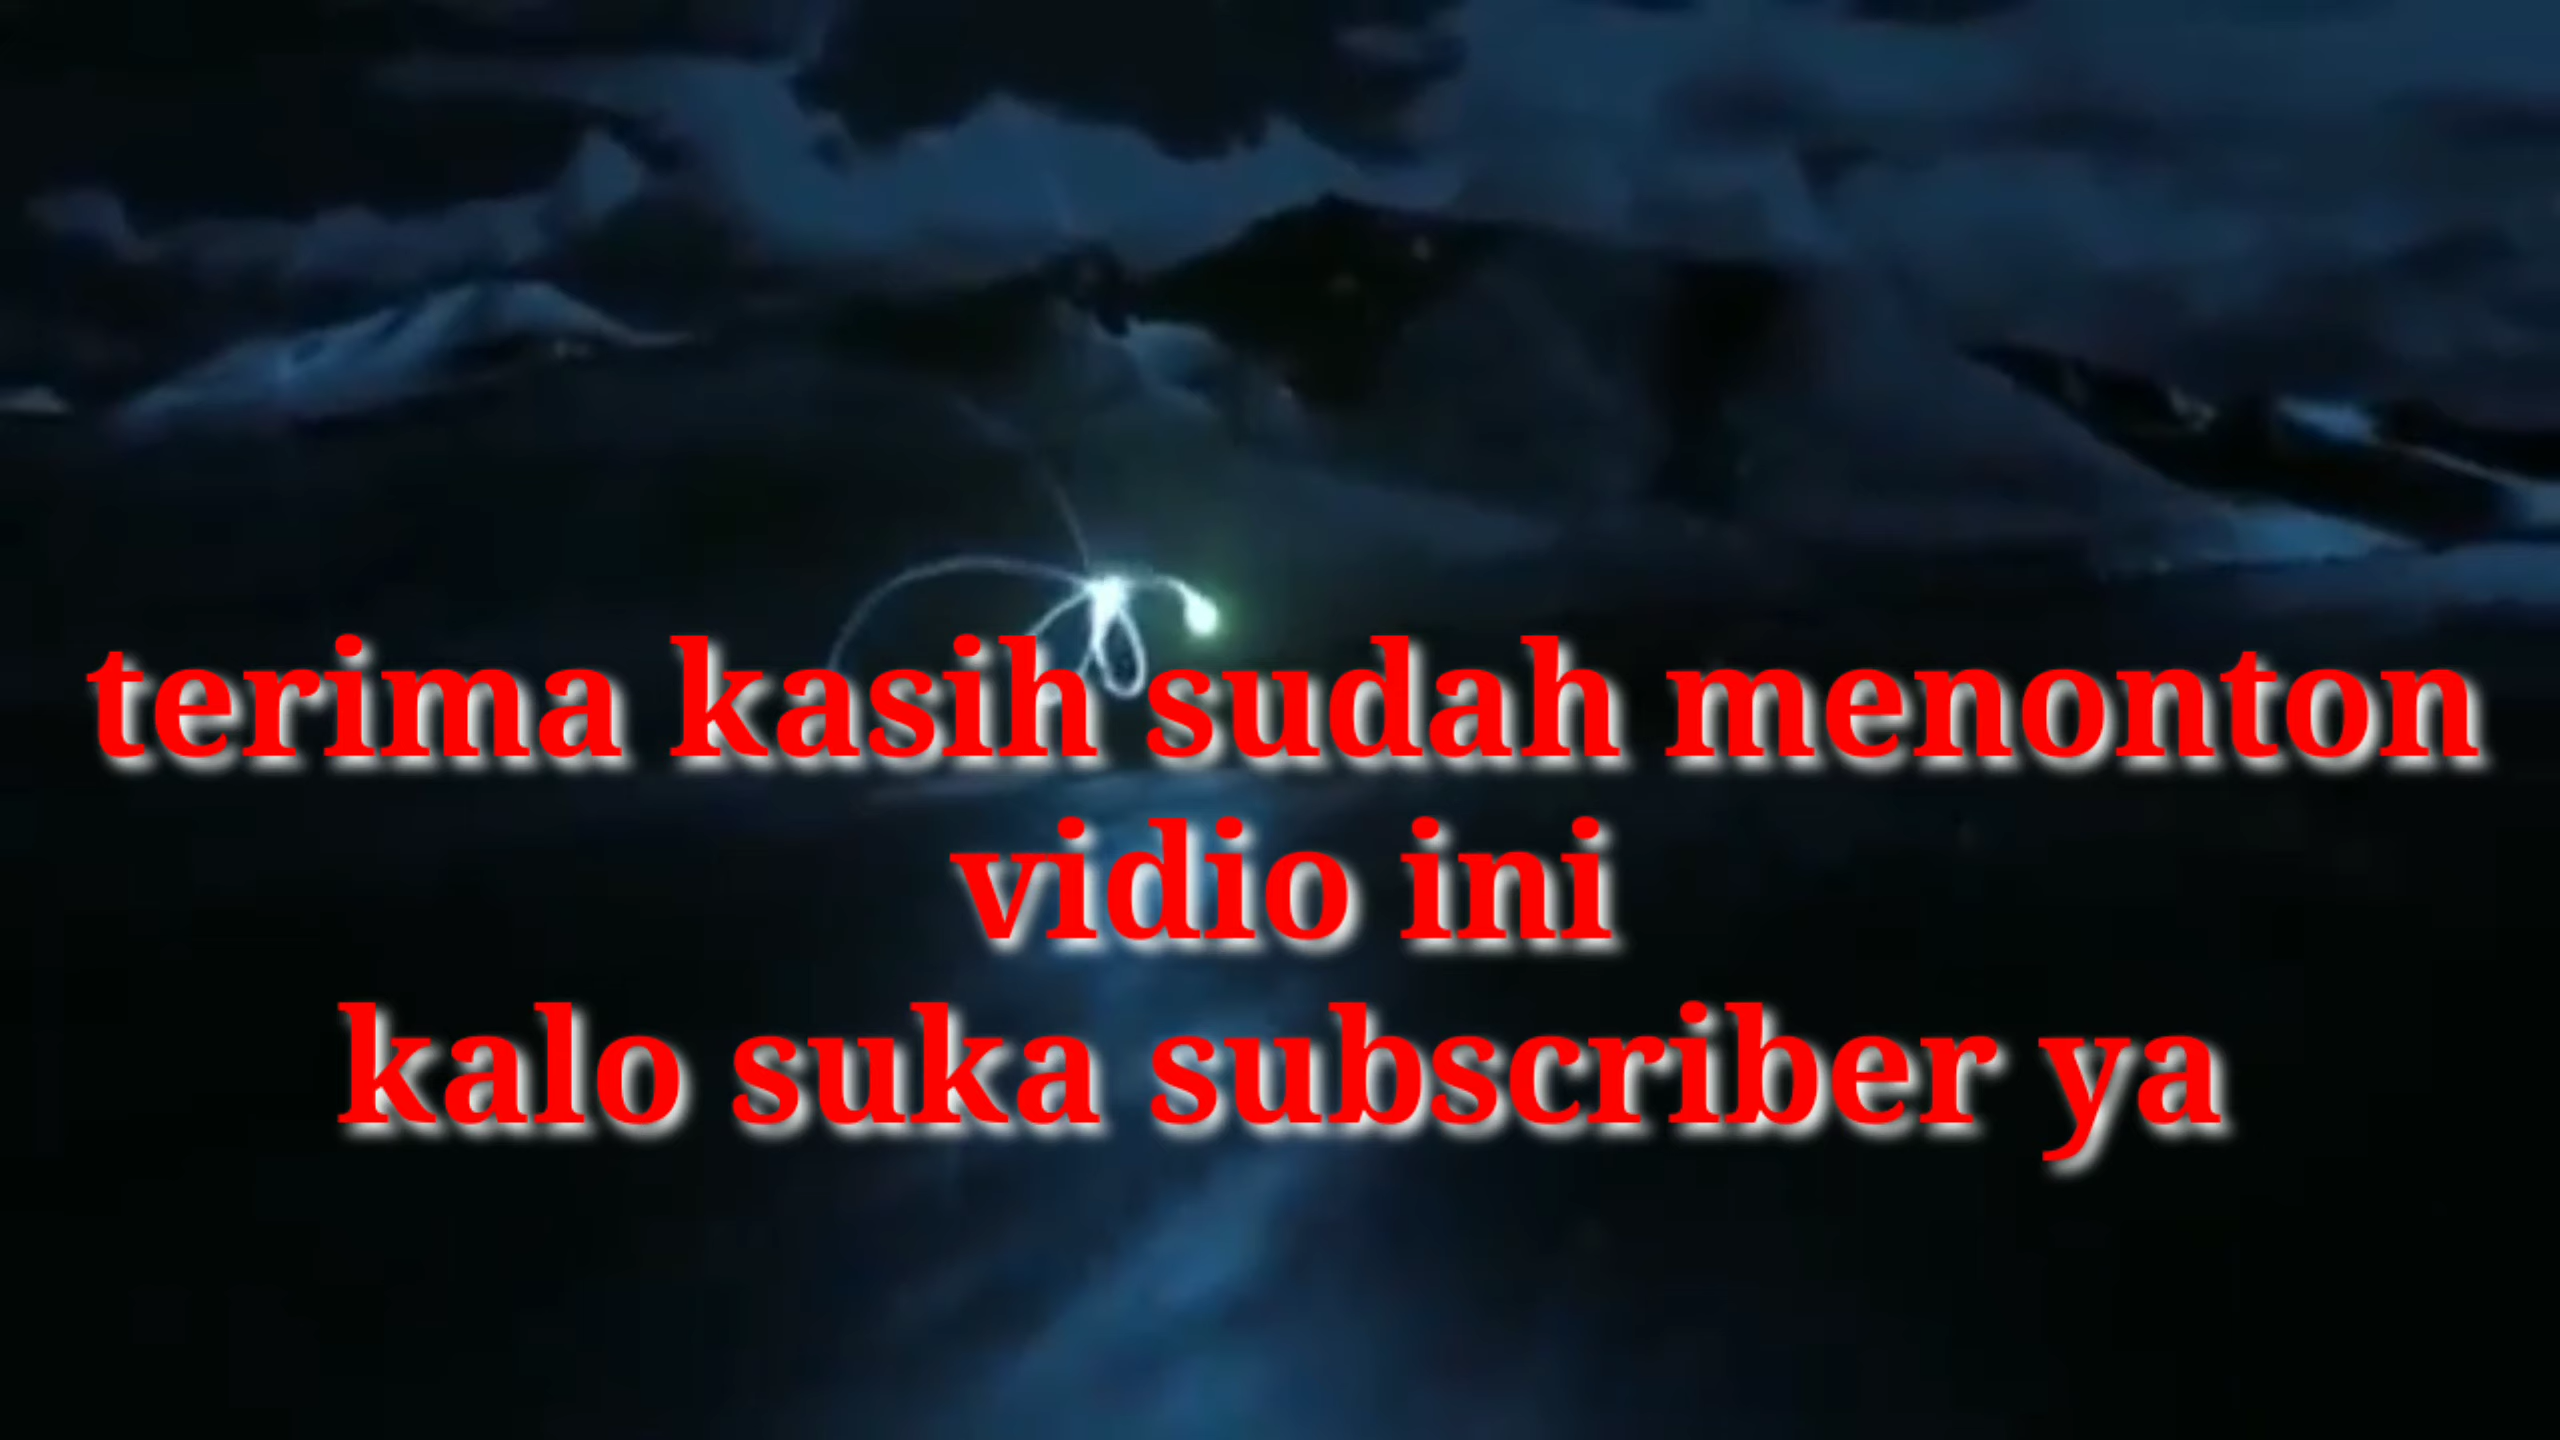 terima kasih sudah menonton
vidio ini
kalo suka subscriber ya